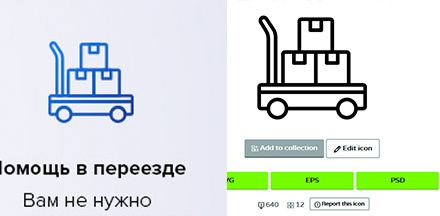 Помощь в переезде
Вам не нужно
Add to collection
Edit icon
EPS
PSD
640
12
Report this icon